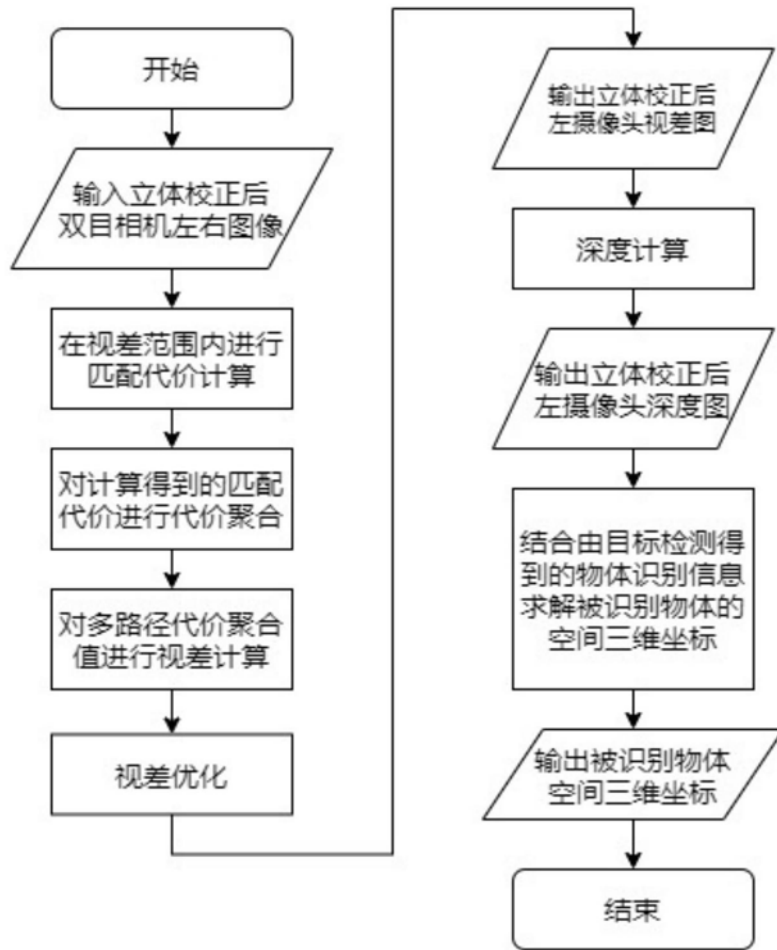 开始
输入立体校正后
双目相机左右图像
在视差范围内进行
匹配代价计算
对计算得到的匹配
代价进行代价聚合
对多路径代价聚合
值进行视差计算
视差优化
输出立体校正后
左摄像头视差图
深度计算
输出立体校正后
左摄像头深度图
结合由目标检测得
到的物体识别信息
求解被识别物体的
空间三维坐标
输出被识别物体
空间三维坐标
结束